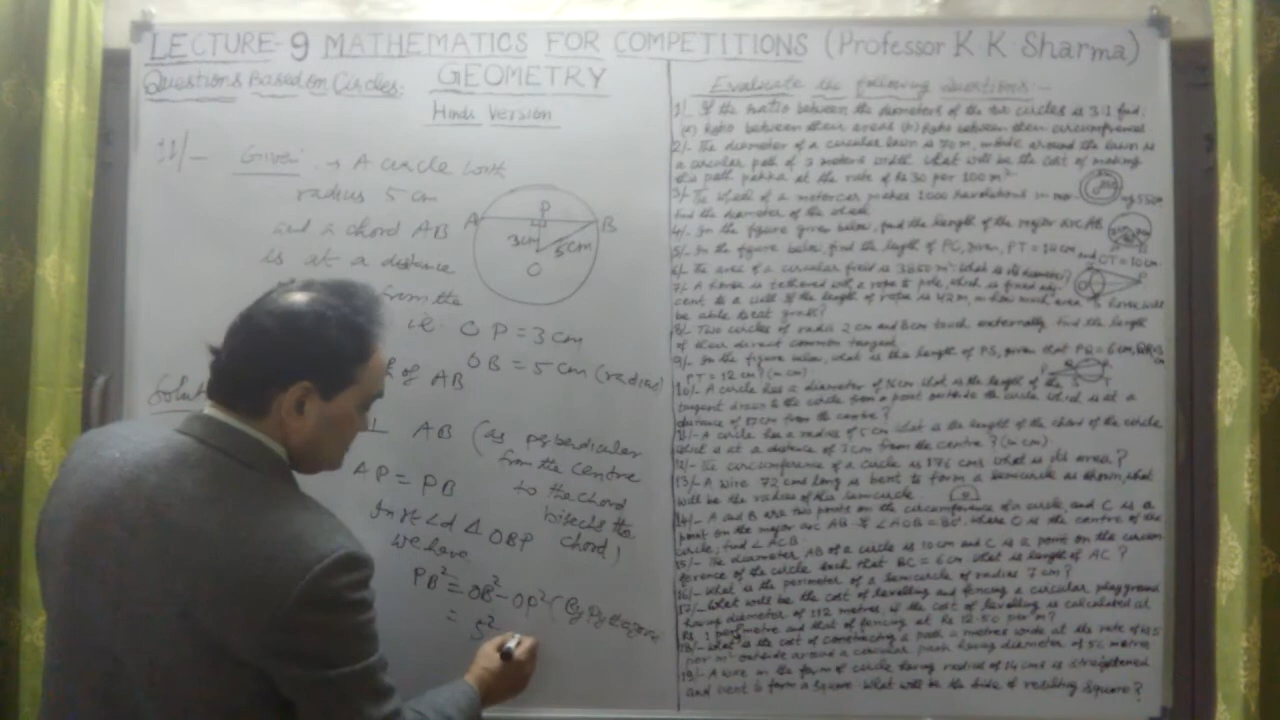 LECTURE-9 MATHEMATICS FOR COMPETITIONS (Professor K K Sharma)
Questions Based on Circles:
GEOMETRY
Hindi Version
11/- Given → A circle with
radius 5 cm
and a chord AB
is at a distance
from the
i.e. OP = 3 cm
OB = 5 cm (radius)
of AB
Solut
⊥ AB (as perpendicular
from the centre
to the chord
bisects the
chord)
AP = PB
In rt ∠d Δ OBP
we have
PB² = OB² - OP² (By Pythagoras
= 5²
A P B
3cm 5cm
O
Evaluate the following Questions:-
1/- If the ratio between the diameters of the two circles is 3:1 find:
(a) Ratio between their areas (b) Ratio between their circumference
2/- The diameter of a circular lawn is 70 m, outside around the lawn is
a circular path of 7 meters width. What will be the cost of making
this path pakka at the rate of Rs 30 per 100 m²
3/- The wheel of a motorcar makes 1000 revolutions in moving 550m
find the diameter of the wheel.
4/- In the figure given below, find the length of the major arc AB
5/- In the figure below, find the length of PC, given, PT = 14 cm, and OT = 10 cm.
6/- The area of a circular field is 3850 m². What is its diameter?
7/- A horse is tethered with a rope to pole, which is fixed
cent to a wall. If the length of rope is 42 m, in how much area horse will
be able to eat grass?
8/- Two circles of radii 2 cm and 8 cm touch externally. Find the length
of their direct common tangent.
9/- In the figure below, what is the length of PS, given that PQ = 6 cm,
PT = 12 cm? (in cm)
10/- A circle has a diameter of 16 cm what is the length of the
tangent drawn to the circle from a point outside the circle which is at a
distance of 17 cm from the centre?
11/- A circle has a radius of 5 cm what is the length of the chord of the circle
which is at a distance of 3 cm from the centre? (in cm)
12/- The circumference of a circle is 176 cms what is its area?
13/- A wire 72 cms long is bent to form a semicircle as shown, what
will be the radius of this semicircle.
14/- A and B are two points on the circumference of a circle, and C is a
point on the major arc AB. If ∠AOB = 80°, where O is the centre of the
circle; find ∠ACB.
15/- The diameter AB of a circle is 10 cm and C is a point on the circum
ference of the circle such that BC = 6 cm. What is length of AC?
16/- What is the perimeter of a semicircle of radius 7 cm?
17/- What will be the cost of levelling and fencing a circular playground
having diameter of 112 metres, if the cost of levelling is calculated at
Rs 1 per metre and that of fencing at Rs 12.50 per m?
18/- What is the cost of constructing a path metres wide at the rate of Rs 5
per m² outside around a circular park having diameter of 56 metres
19/- A wire in the form of circle having radius of 14 cms is straightened
and bent to form a square. What will be the side of resulting square?